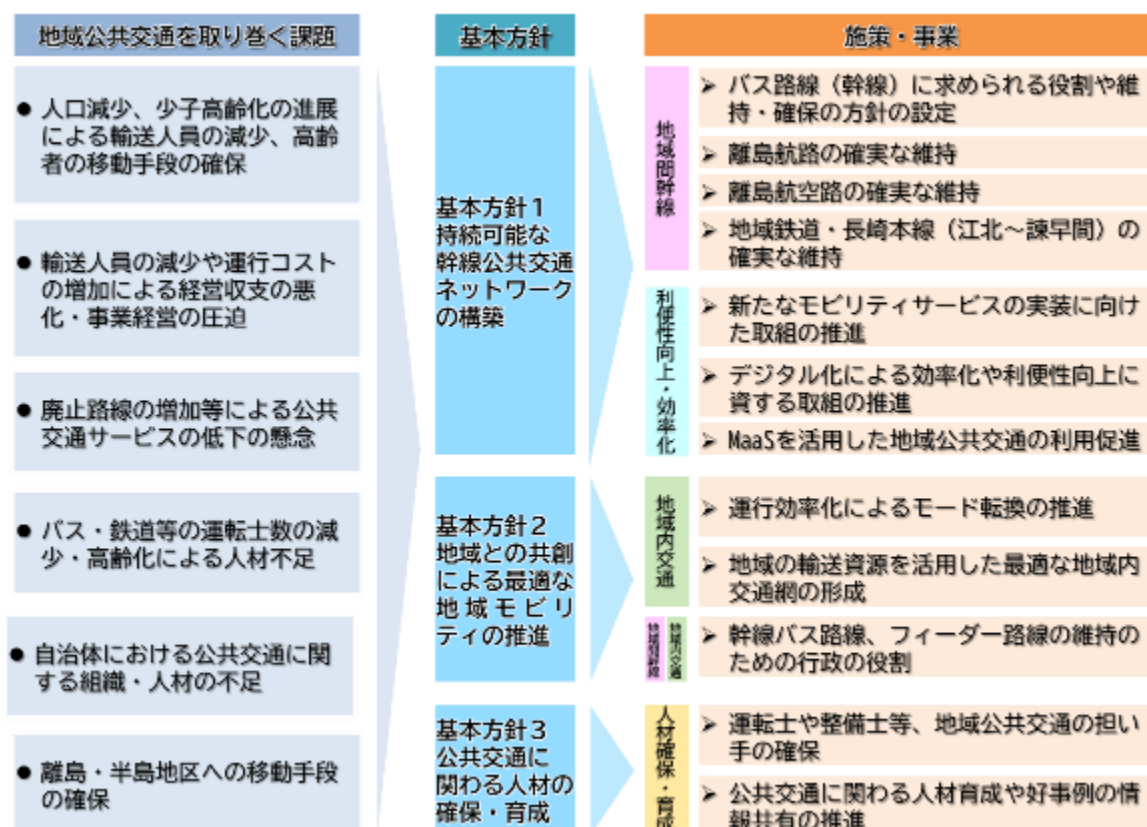 地域公共交通を取り巻く課題
● 人口減少、少子高齢化の進展
による輸送人員の減少、高齢
者の移動手段の確保
● 輸送人員の減少や運行コスト
の増加による経営収支の悪
化・事業経営の圧迫
● 廃止路線の増加等による公共
交通サービスの低下の懸念
● バス・鉄道等の運転士数の減
少・高齢化による人材不足
● 自治体における公共交通に関
する組織・人材の不足
● 離島・半島地区への移動手段
の確保
基本方針
基本方針1
持続可能な
幹線公共交通
ネットワーク
の構築
基本方針2
地域との共創
による最適な
地域モビリ
ティの推進
基本方針3
公共交通に
関わる人材の
確保・育成
施策・事業
地域間幹線
➢ バス路線（幹線）に求められる役割や維
持・確保の方針の設定
➢ 離島航路の確実な維持
➢ 離島航空路の確実な維持
➢ 地域鉄道・長崎本線（江北～諫早間）の
確実な維持
利便性向上・効率化
➢ 新たなモビリティサービスの実装に向け
た取組の推進
➢ デジタル化による効率化や利便性向上に
資する取組の推進
➢ MaaSを活用した地域公共交通の利用促進
地域内交通
➢ 運行効率化によるモード転換の推進
➢ 地域の輸送資源を活用した最適な地域内
交通網の形成
地域間幹線
地域内交通
➢ 幹線バス路線、フィーダー路線の維持の
ための行政の役割
人材確保・育成
➢ 運転士や整備士等、地域公共交通の担い
手の確保
➢ 公共交通に関わる人材育成や好事例の情
報共有の推進